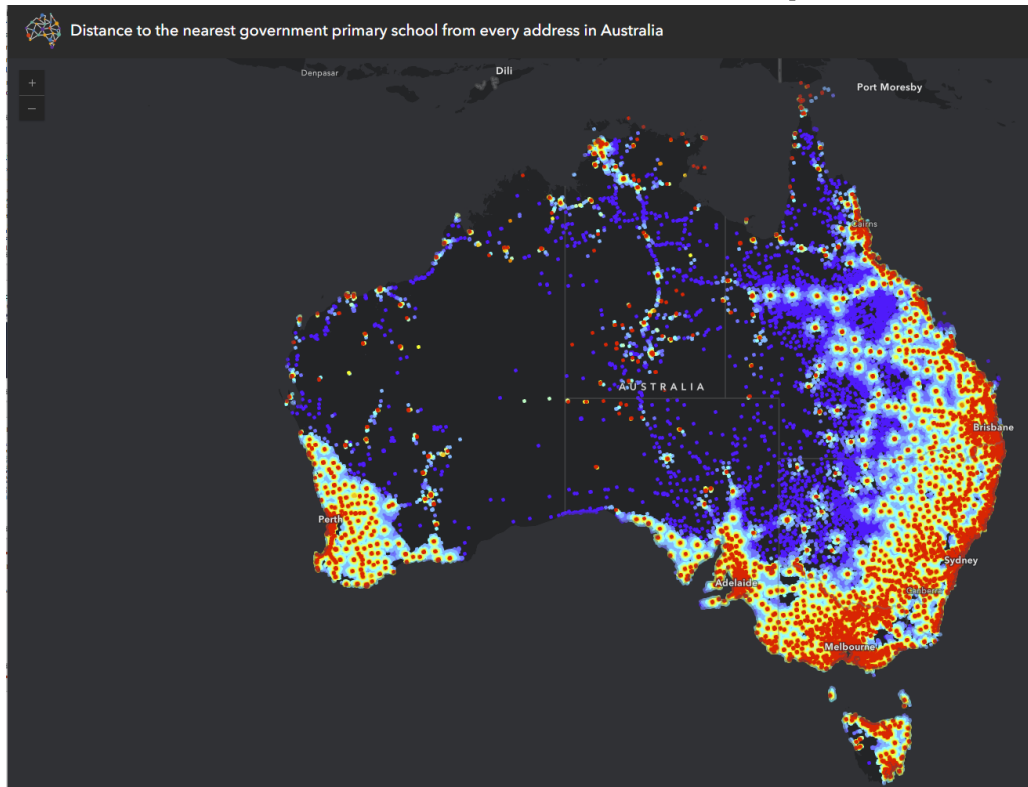 Distance to the nearest government primary school from every address in Australia
+
−
Denpasar
Dili
Port Moresby
Cairns
AUSTRALIA
Brisbane
Perth
Sydney
Adelaide
Canberra
Melbourne